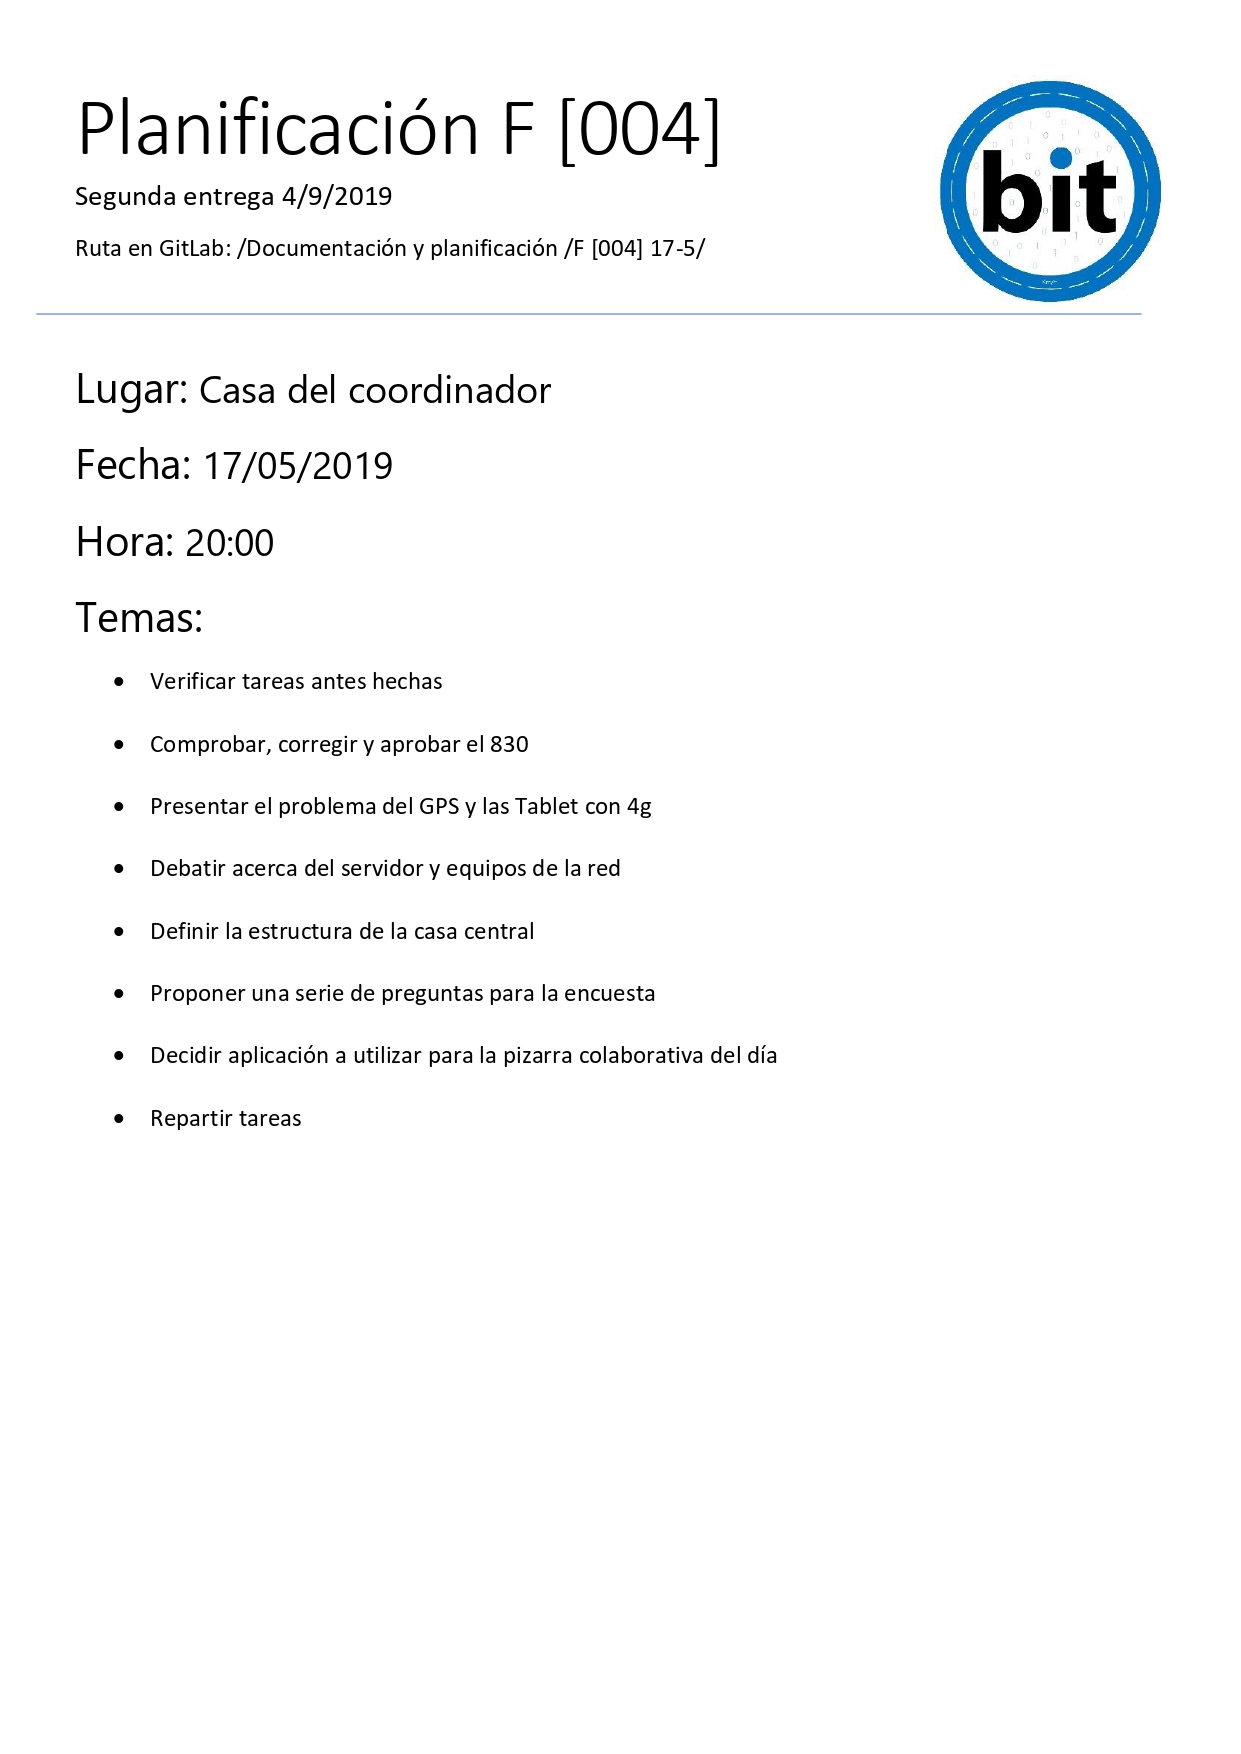 Planificación F [004]
Segunda entrega 4/9/2019
Ruta en GitLab: /Documentación y planificación /F [004] 17-5/
bit
Lugar: Casa del coordinador
Fecha: 17/05/2019
Hora: 20:00
Temas:
• Verificar tareas antes hechas
• Comprobar, corregir y aprobar el 830
• Presentar el problema del GPS y las Tablet con 4g
• Debatir acerca del servidor y equipos de la red
• Definir la estructura de la casa central
• Proponer una serie de preguntas para la encuesta
• Decidir aplicación a utilizar para la pizarra colaborativa del día
• Repartir tareas